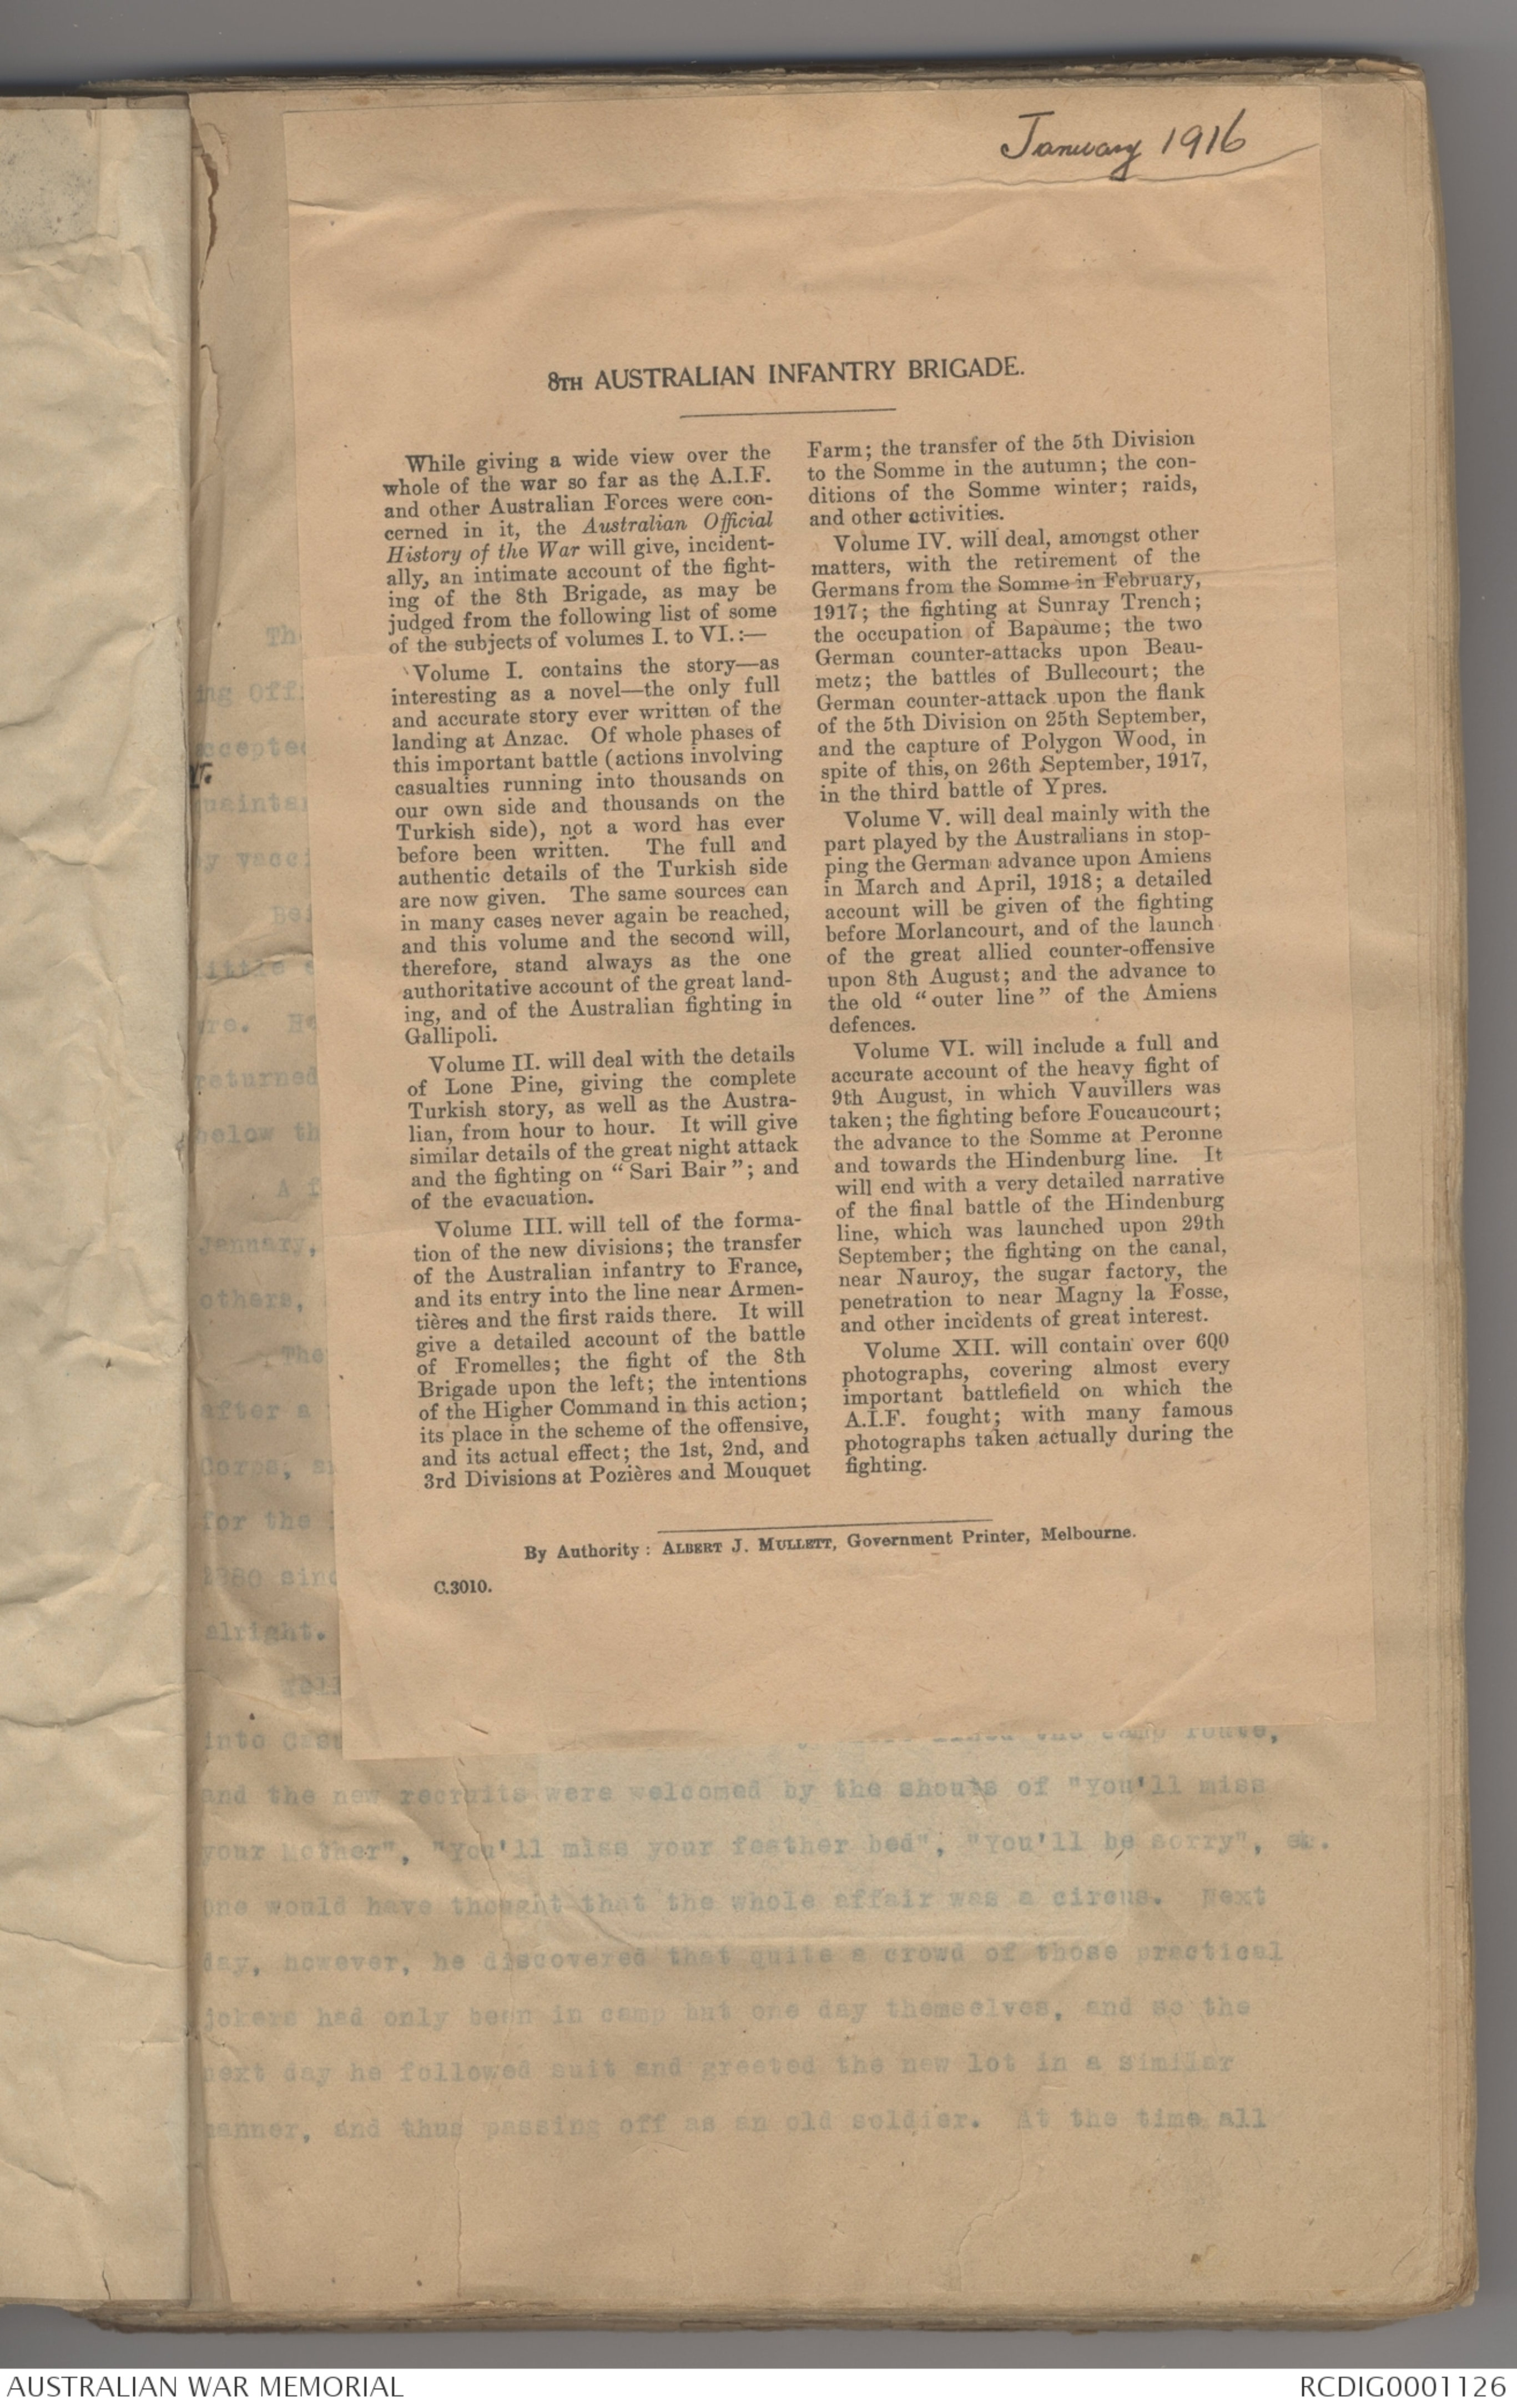 January 1916
8TH AUSTRALIAN INFANTRY BRIGADE.
While giving a wide view over the
whole of the war so far as the A.I.F.
and other Australian Forces were con-
cerned in it, the Australian Official
History of the War will give, incident-
ally, an intimate account of the fight-
ing of the 8th Brigade, as may be
judged from the following list of some
of the subjects of volumes I. to VI.:—
Volume I. contains the story—as
interesting as a novel—the only full
and accurate story ever written of the
landing at Anzac. Of whole phases of
this important battle (actions involving
casualties running into thousands on
our own side and thousands on the
Turkish side), not a word has ever
before been written. The full and
authentic details of the Turkish side
are now given. The same sources can
in many cases never again be reached,
and this volume and the second will,
therefore, stand always as the one
authoritative account of the great land-
ing, and of the Australian fighting in
Gallipoli.
Volume II. will deal with the details
of Lone Pine, giving the complete
Turkish story, as well as the Austra-
lian, from hour to hour. It will give
similar details of the great night attack
and the fighting on "Sari Bair"; and
of the evacuation.
Volume III. will tell of the forma-
tion of the new divisions; the transfer
of the Australian infantry to France,
and its entry into the line near Armen-
tières and the first raids there. It will
give a detailed account of the battle
of Fromelles; the fight of the 8th
Brigade upon the left; the intentions
of the Higher Command in this action;
its place in the scheme of the offensive,
and its actual effect; the 1st, 2nd, and
3rd Divisions at Pozières and Mouquet
Farm; the transfer of the 5th Division
to the Somme in the autumn; the con-
ditions of the Somme winter; raids,
and other activities.
Volume IV. will deal, amongst other
matters, with the retirement of the
Germans from the Somme in February,
1917; the fighting at Sunray Trench;
the occupation of Bapaume; the two
German counter-attacks upon Beau-
metz; the battles of Bullecourt; the
German counter-attack upon the flank
of the 5th Division on 25th September,
and the capture of Polygon Wood, in
spite of this, on 26th September, 1917,
in the third battle of Ypres.
Volume V. will deal mainly with the
part played by the Australians in stop-
ping the German advance upon Amiens
in March and April, 1918; a detailed
account will be given of the fighting
before Morlancourt, and of the launch
of the great allied counter-offensive
upon 8th August; and the advance to
the old "outer line" of the Amiens
defences.
Volume VI. will include a full and
accurate account of the heavy fight of
9th August, in which Vauvillers was
taken; the fighting before Foucaucourt;
the advance to the Somme at Peronne
and towards the Hindenburg line. It
will end with a very detailed narrative
of the final battle of the Hindenburg
line, which was launched upon 29th
September; the fighting on the canal,
near Nauroy, the sugar factory, the
penetration to near Magny la Fosse,
and other incidents of great interest.
Volume XII. will contain over 600
photographs, covering almost every
important battlefield on which the
A.I.F. fought; with many famous
photographs taken actually during the
fighting.
By Authority: ALBERT J. MULLETT, Government Printer, Melbourne.
C.3010.
ing Off
Be
returned
below th
A f
January,
others,
The
after a
Corps,
for the
1380 sinc
alright.
into Cas
the camp route,
and the new recruits were welcomed by the shouts of "You'll miss
your Mother", "You'll miss your feather bed", "You'll be sorry",
one would have thought that the whole affair was a circus. Next
day, however, he discovered that quite a crowd of those practical
jokers had only been in camp but one day themselves, and so the
next day he followed suit and greeted the new lot in a similar
manner, and thus passing off as an old soldier. At the time all
AUSTRALIAN WAR MEMORIAL
RCDIG0001126